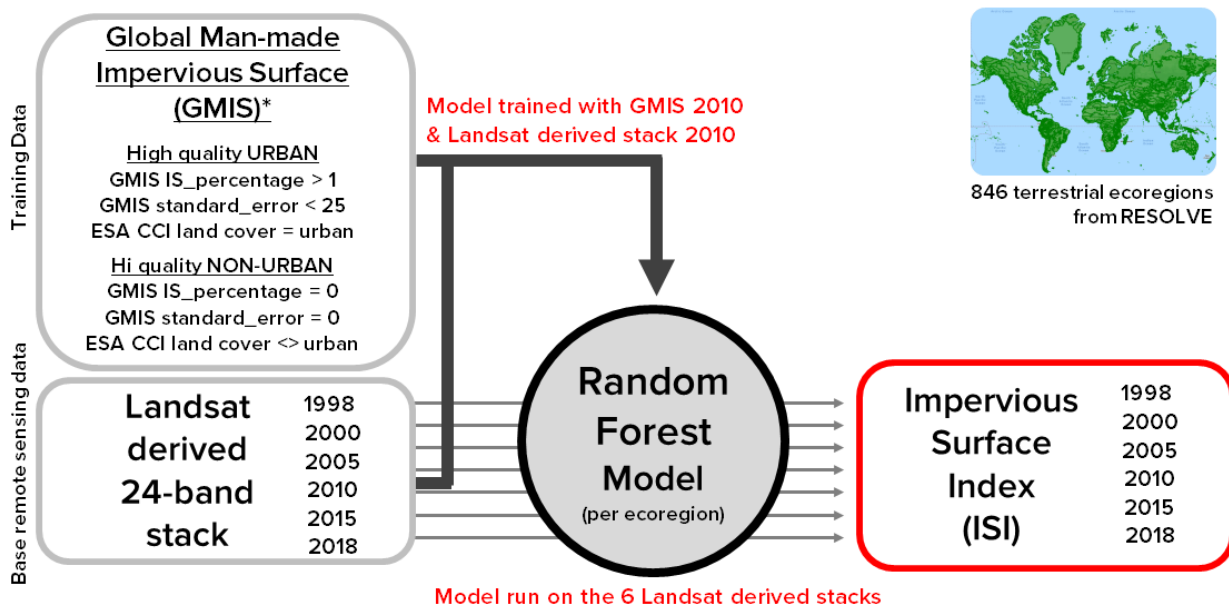 Global Man-made
Impervious Surface
(GMIS)*
High quality URBAN
GMIS IS_percentage > 1
GMIS standard_error < 25
ESA CCI land cover = urban
Hi quality NON-URBAN
GMIS IS_percentage = 0
GMIS standard_error = 0
ESA CCI land cover <> urban
Training Data
Model trained with GMIS 2010
& Landsat derived stack 2010
846 terrestrial ecoregions
from RESOLVE
Base remote sensing data
Landsat
derived
24-band
stack
1998
2000
2005
2010
2015
2018
Random
Forest
Model
(per ecoregion)
Impervious
Surface
Index
(ISI)
1998
2000
2005
2010
2015
2018
Model run on the 6 Landsat derived stacks